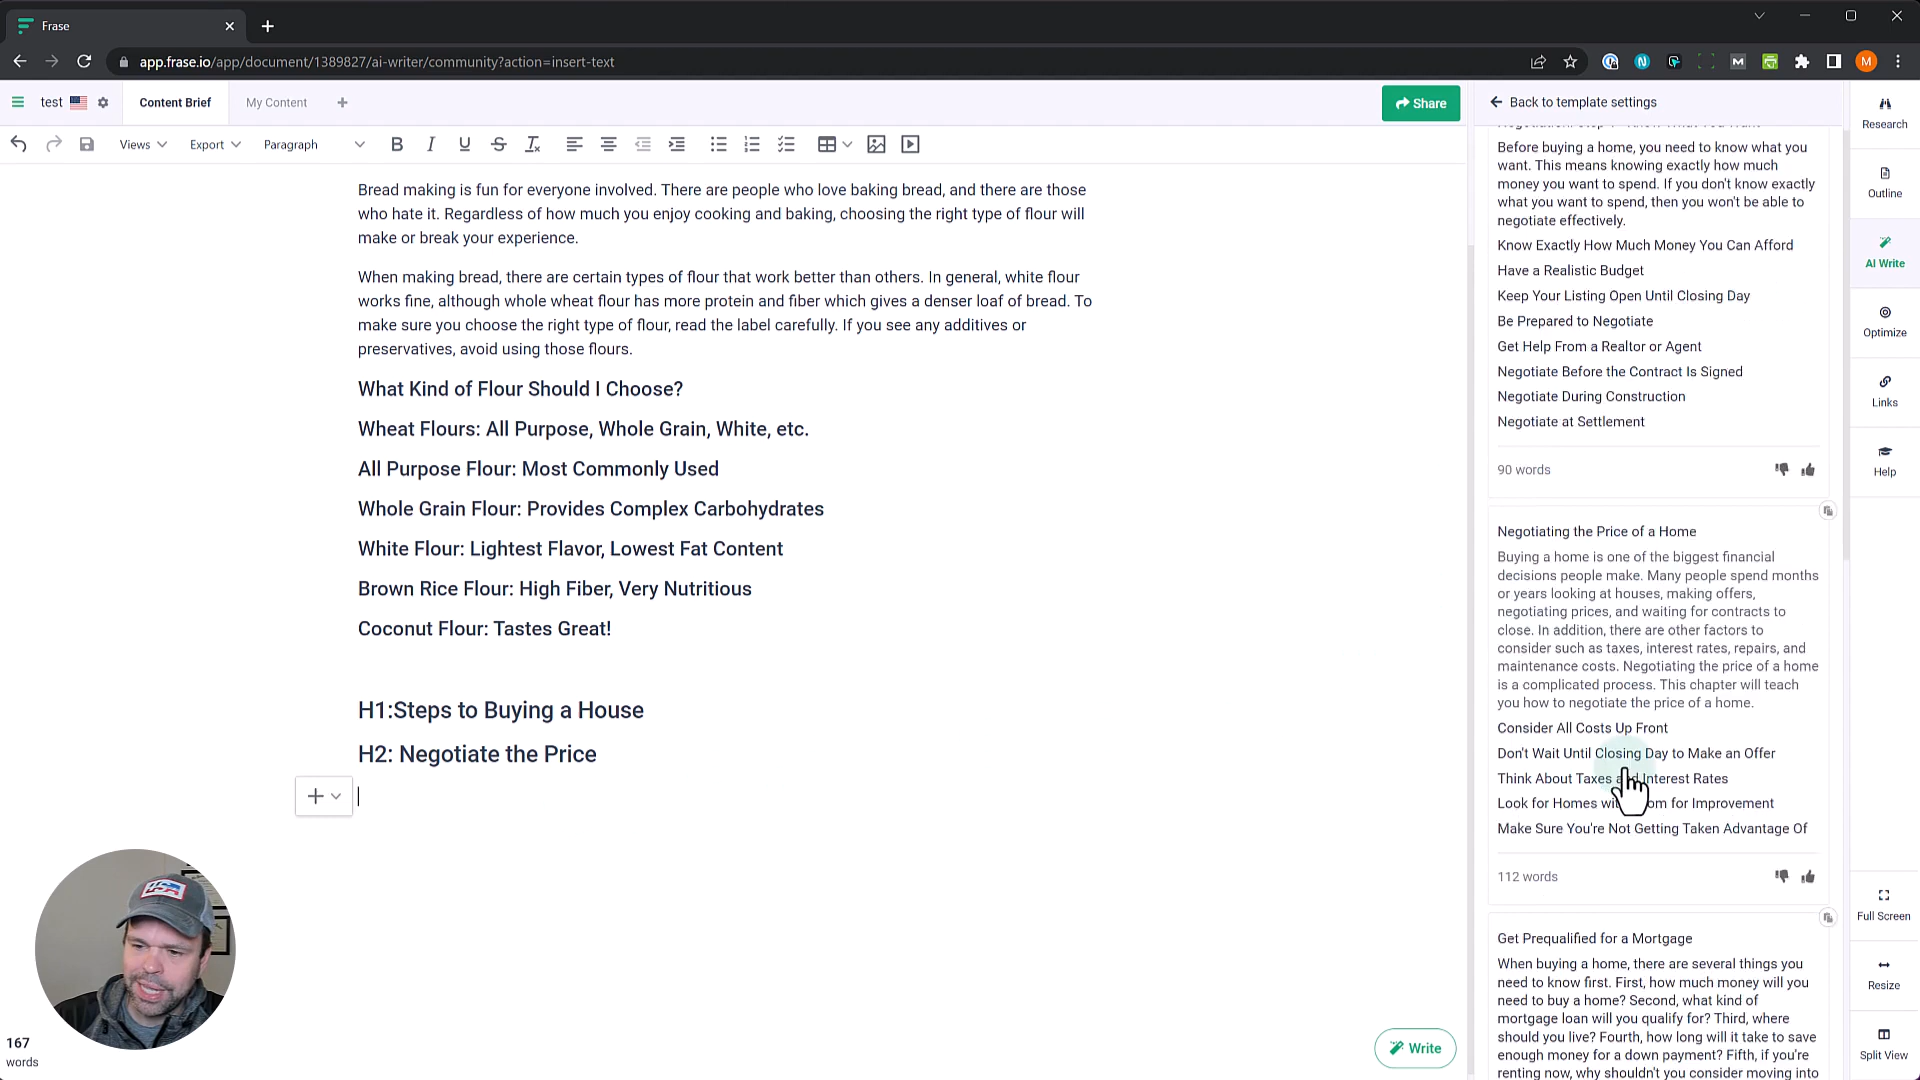 Frase
app.frase.io/app/document/1389827/ai-writer/community?action=insert-text
M
M
test
Content Brief
My Content
Share
Back to template settings
Views
Export
Paragraph
B
I
U
S
Bread making is fun for everyone involved. There are people who love baking bread, and there are those
who hate it. Regardless of how much you enjoy cooking and baking, choosing the right type of flour will
make or break your experience.
When making bread, there are certain types of flour that work better than others. In general, white flour
works fine, although whole wheat flour has more protein and fiber which gives a denser loaf of bread. To
make sure you choose the right type of flour, read the label carefully. If you see any additives or
preservatives, avoid using those flours.
What Kind of Flour Should I Choose?
Wheat Flours: All Purpose, Whole Grain, White, etc.
All Purpose Flour: Most Commonly Used
Whole Grain Flour: Provides Complex Carbohydrates
White Flour: Lightest Flavor, Lowest Fat Content
Brown Rice Flour: High Fiber, Very Nutritious
Coconut Flour: Tastes Great!
H1:Steps to Buying a House
H2: Negotiate the Price
167
words
Write
Before buying a home, you need to know what you
want. This means knowing exactly how much
money you want to spend. If you don't know exactly
what you want to spend, then you won't be able to
negotiate effectively.
Know Exactly How Much Money You Can Afford
Have a Realistic Budget
Keep Your Listing Open Until Closing Day
Be Prepared to Negotiate
Get Help From a Realtor or Agent
Negotiate Before the Contract Is Signed
Negotiate During Construction
Negotiate at Settlement
90 words
Negotiating the Price of a Home
Buying a home is one of the biggest financial
decisions people make. Many people spend months
or years looking at houses, making offers,
negotiating prices, and waiting for contracts to
close. In addition, there are other factors to
consider such as taxes, interest rates, repairs, and
maintenance costs. Negotiating the price of a home
is a complicated process. This chapter will teach
you how to negotiate the price of a home.
Consider All Costs Up Front
Don't Wait Until Closing Day to Make an Offer
Think About Taxes and Interest Rates
Look for Homes for Improvement
Make Sure You're Not Getting Taken Advantage Of
112 words
Get Prequalified for a Mortgage
When buying a home, there are several things you
need to know first. First, how much money will you
need to buy a home? Second, what kind of
mortgage loan will you qualify for? Third, where
should you live? Fourth, how long will it take to save
enough money for a down payment? Fifth, if you're
renting now, why shouldn't you consider moving into
Research
Outline
AI Write
Optimize
Links
Help
Full Screen
Resize
Split View